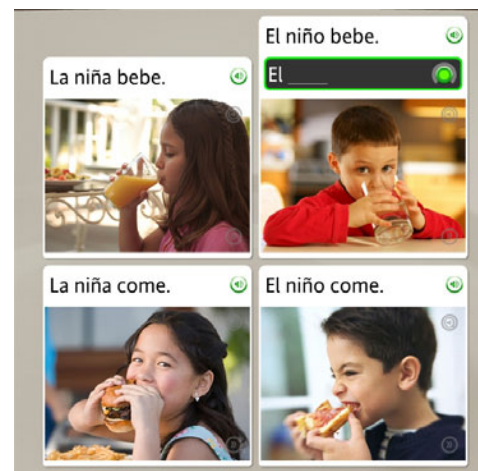 La niña bebe.
El niño bebe.
El ____
La niña come.
El niño come.